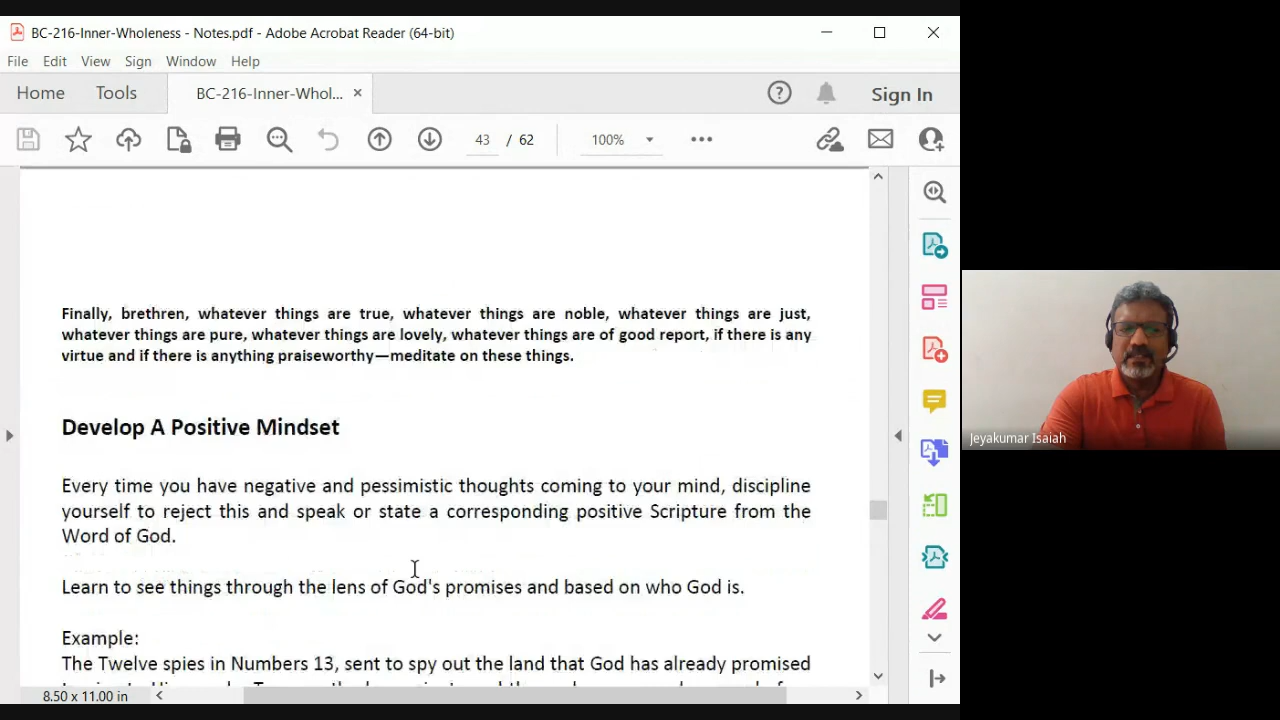 BC-216-Inner-Wholeness - Notes.pdf - Adobe Acrobat Reader (64-bit)
File Edit View Sign Window Help
Home Tools BC-216-Inner-Whol... × Sign In
43 / 62 100%
Finally, brethren, whatever things are true, whatever things are noble, whatever things are just,
whatever things are pure, whatever things are lovely, whatever things are of good report, if there is any
virtue and if there is anything praiseworthy—meditate on these things.
Develop A Positive Mindset
Every time you have negative and pessimistic thoughts coming to your mind, discipline
yourself to reject this and speak or state a corresponding positive Scripture from the
Word of God.
Learn to see things through the lens of God's promises and based on who God is.
Example:
The Twelve spies in Numbers 13, sent to spy out the land that God has already promised
8.50 x 11.00 in
Jeyakumar Isaiah